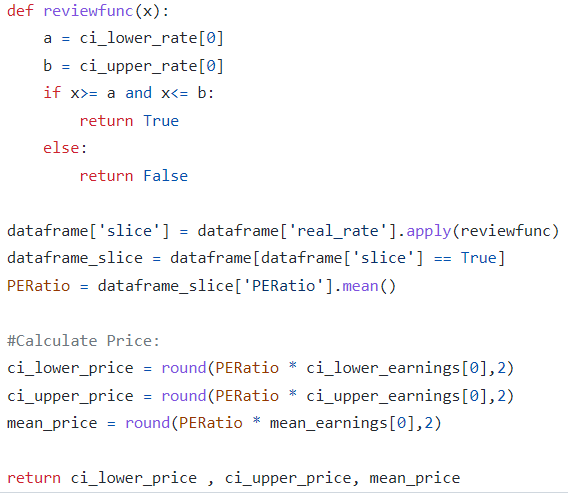 def reviewfunc(x):
    a = ci_lower_rate[0]
    b = ci_upper_rate[0]
    if x>= a and x<= b:
        return True
    else:
        return False

dataframe['slice'] = dataframe['real_rate'].apply(reviewfunc)
dataframe_slice = dataframe[dataframe['slice'] == True]
PERatio = dataframe_slice['PERatio'].mean()

#Calculate Price:
ci_lower_price = round(PERatio * ci_lower_earnings[0],2)
ci_upper_price = round(PERatio * ci_upper_earnings[0],2)
mean_price = round(PERatio * mean_earnings[0],2)

return ci_lower_price , ci_upper_price, mean_price